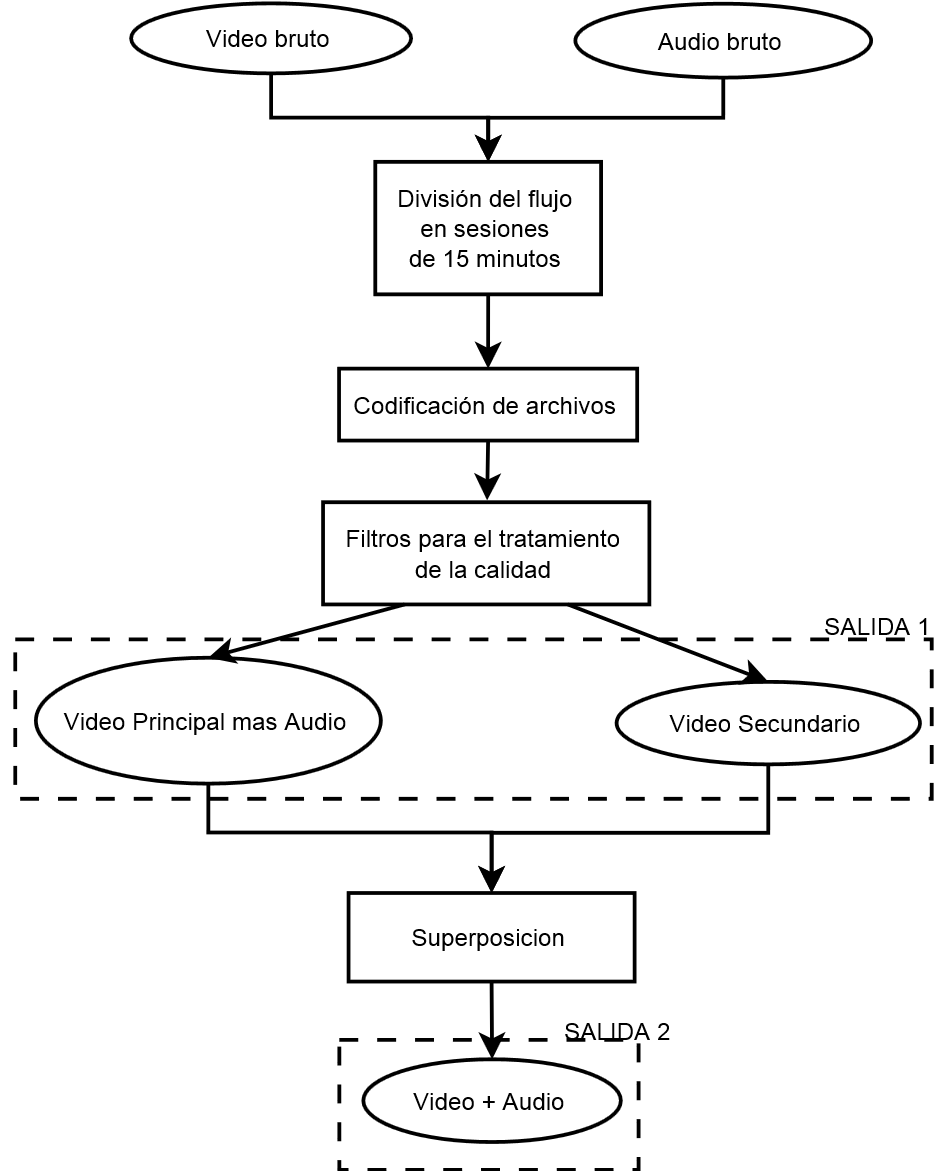 Video bruto
Audio bruto
División del flujo
en sesiones
de 15 minutos
Codificación de archivos
Filtros para el tratamiento
de la calidad
SALIDA 1
Video Principal mas Audio
Video Secundario
Superposicion
SALIDA 2
Video + Audio